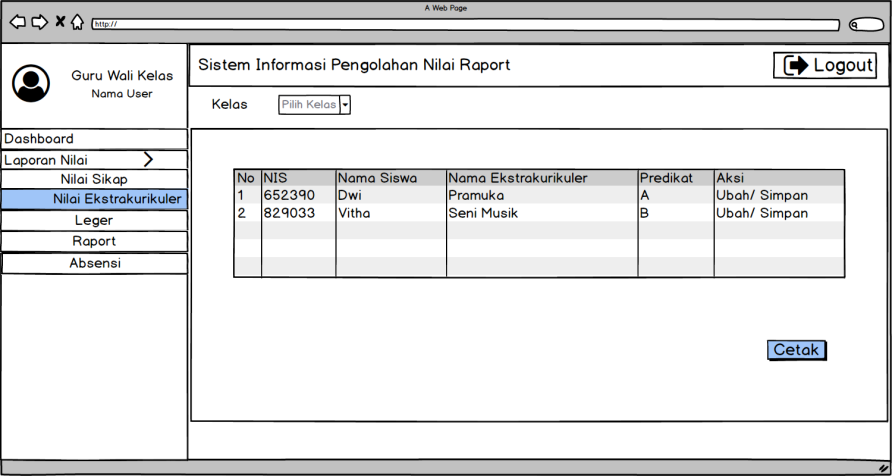 A Web Page
http://
Guru Wali Kelas
Nama User
Sistem Informasi Pengolahan Nilai Raport
Logout
Kelas Pilih Kelas
Dashboard
Laporan Nilai
Nilai Sikap
Nilai Ekstrakurikuler
Leger
Raport
Absensi
No NIS Nama Siswa Nama Ekstrakurikuler Predikat Aksi
1 652390 Dwi Pramuka A Ubah/ Simpan
2 829033 Vitha Seni Musik B Ubah/ Simpan
Cetak